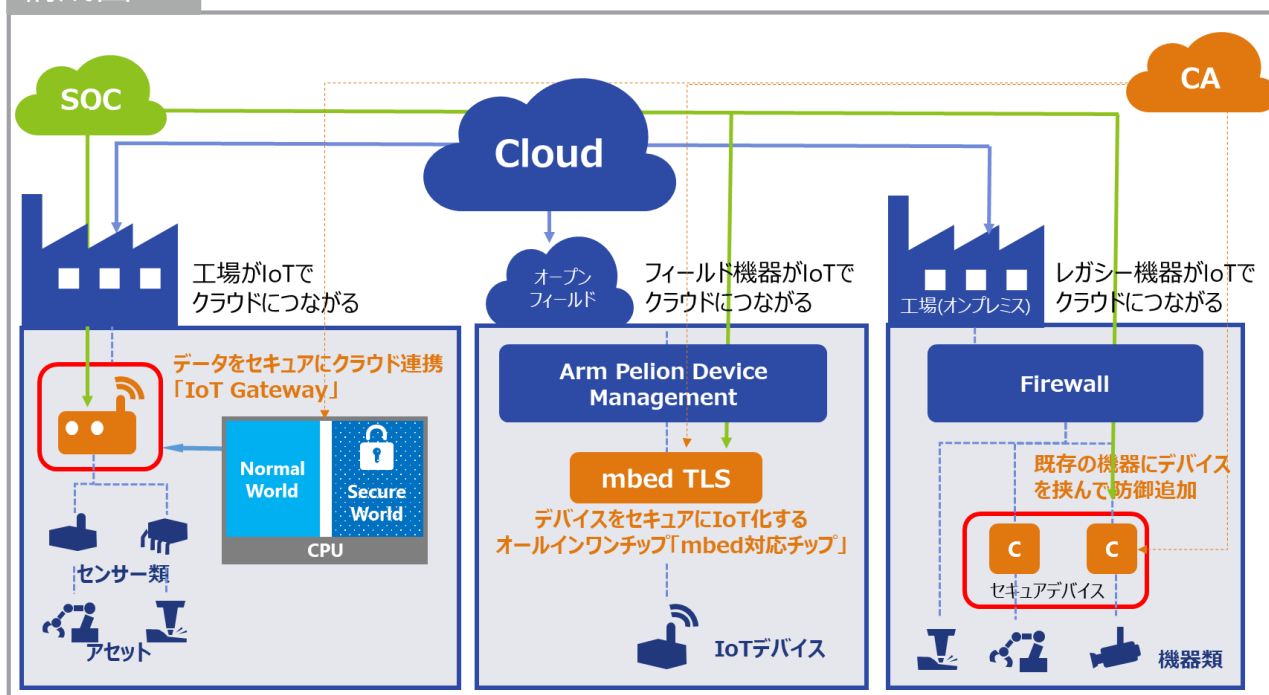 SOC
CA
Cloud
工場がIoTで
クラウドにつながる
オープン
フィールド
フィールド機器がIoTで
クラウドにつながる
工場(オンプレミス)
レガシー機器がIoTで
クラウドにつながる
データをセキュアにクラウド連携
「IoT Gateway」
Normal
World
Secure
World
CPU
センサー類
アセット
Arm Pelion Device
Management
mbed TLS
デバイスをセキュアにIoT化する
オールインワンチップ「mbed対応チップ」
IoTデバイス
Firewall
既存の機器にデバイス
を挟んで防御追加
C
C
セキュアデバイス
機器類